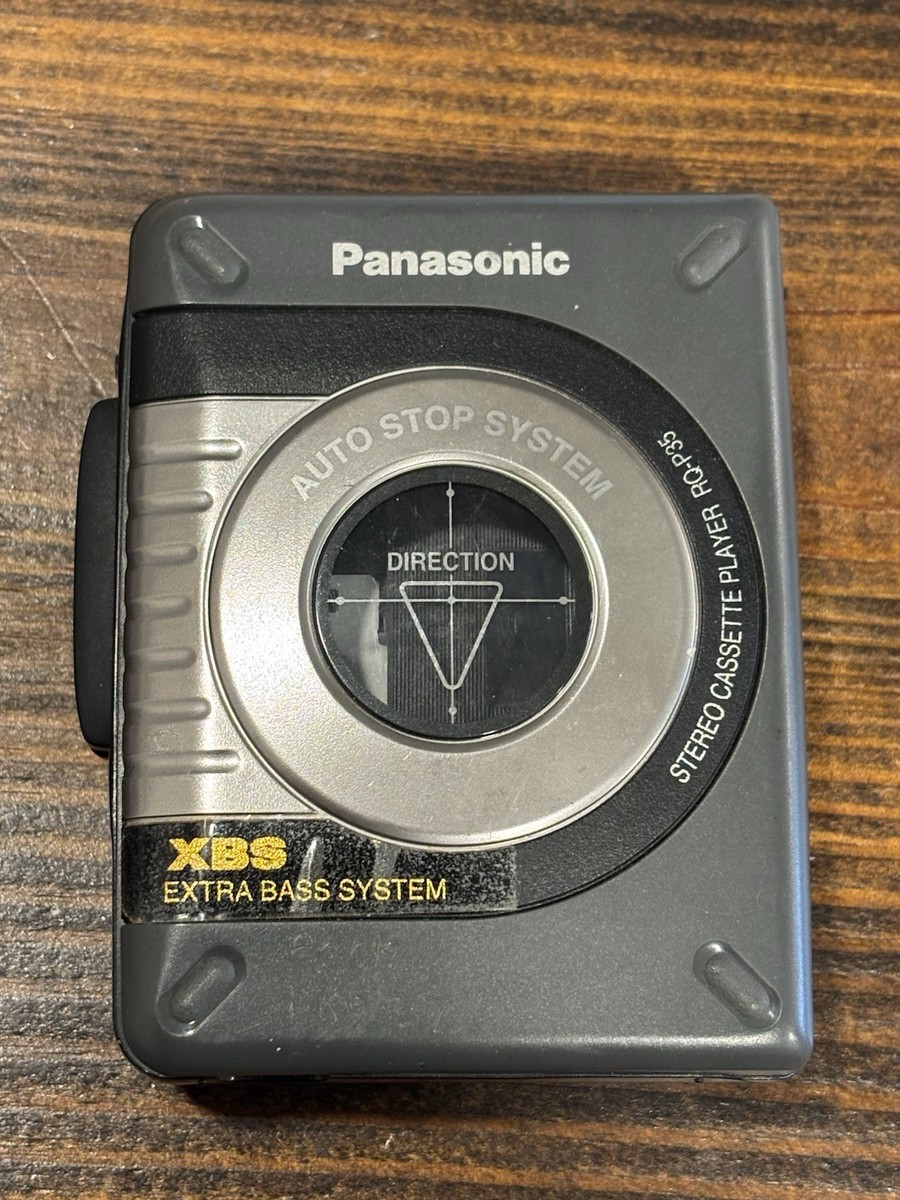 Panasonic
AUTO STOP SYSTEM
STEREO CASSETTE PLAYER RQ-P35
DIRECTION
XBS
EXTRA BASS SYSTEM